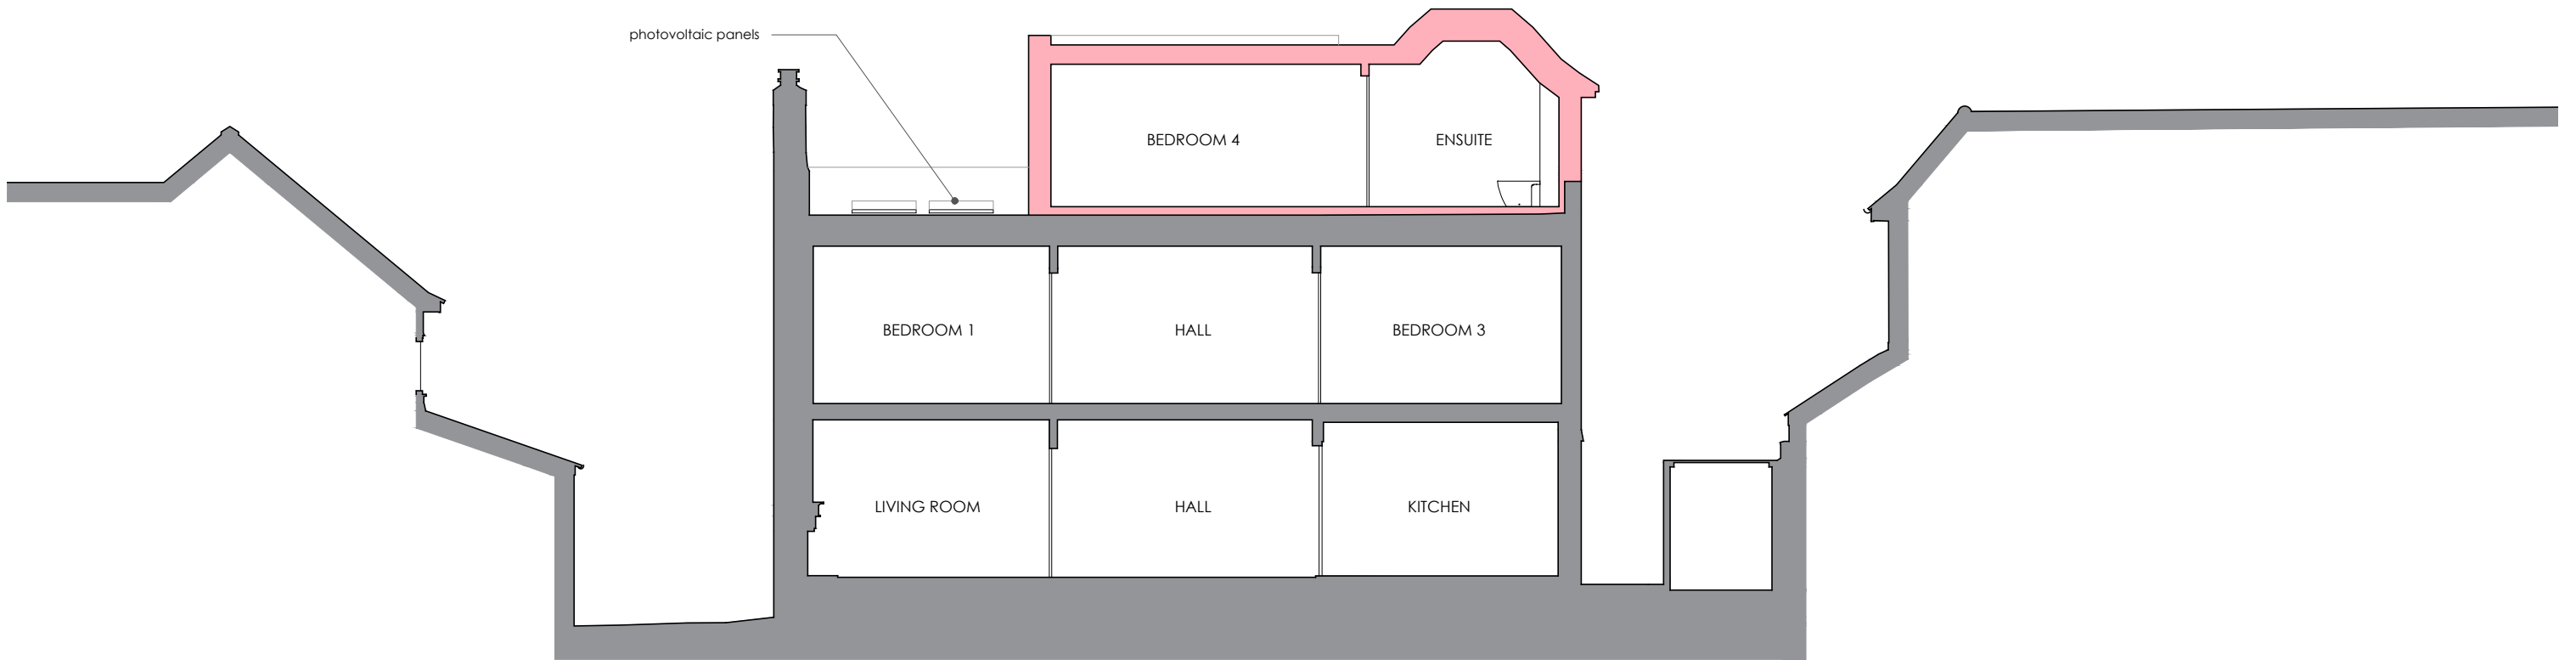 photovoltaic panels
BEDROOM 4
ENSUITE
BEDROOM 1
HALL
BEDROOM 3
LIVING ROOM
HALL
KITCHEN